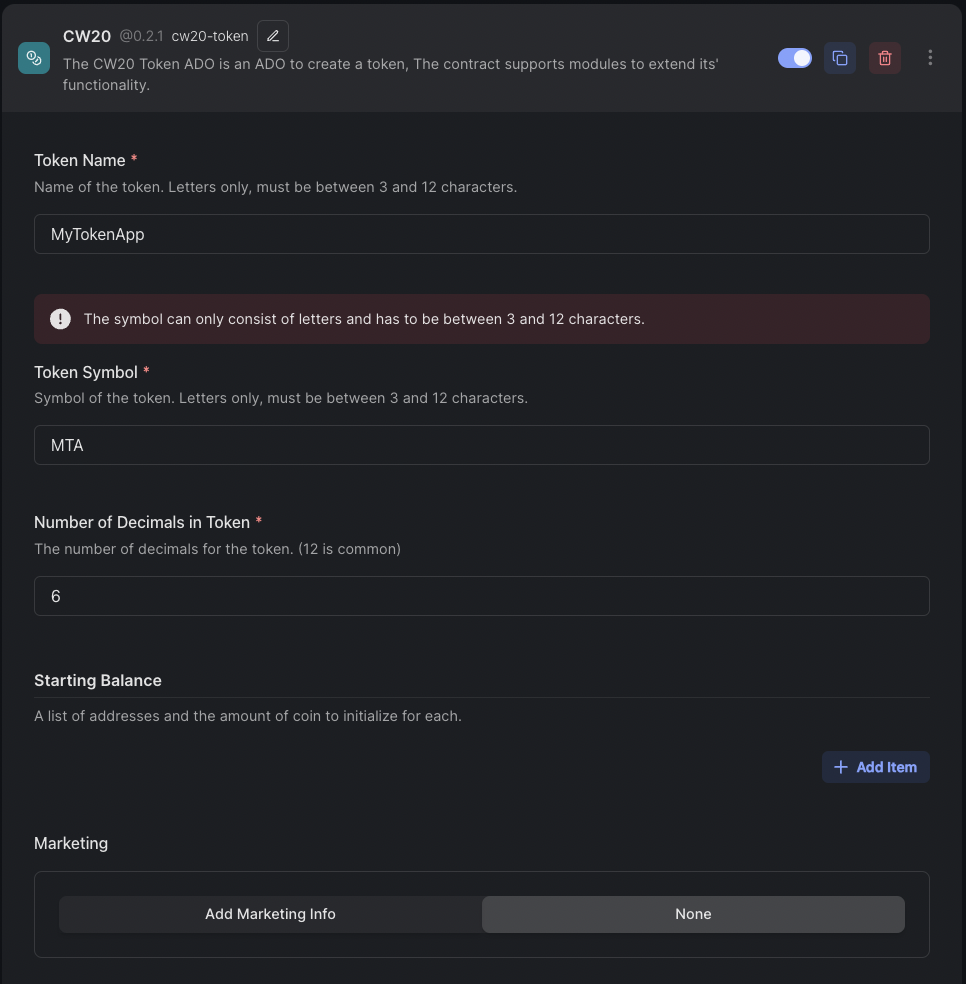 CW20 @0.2.1 cw20-token
The CW20 Token ADO is an ADO to create a token, The contract supports modules to extend its'
functionality.
Token Name *
Name of the token. Letters only, must be between 3 and 12 characters.
MyTokenApp
The symbol can only consist of letters and has to be between 3 and 12 characters.
Token Symbol *
Symbol of the token. Letters only, must be between 3 and 12 characters.
MTA
Number of Decimals in Token *
The number of decimals for the token. (12 is common)
6
Starting Balance
A list of addresses and the amount of coin to initialize for each.
+ Add Item
Marketing
Add Marketing Info
None